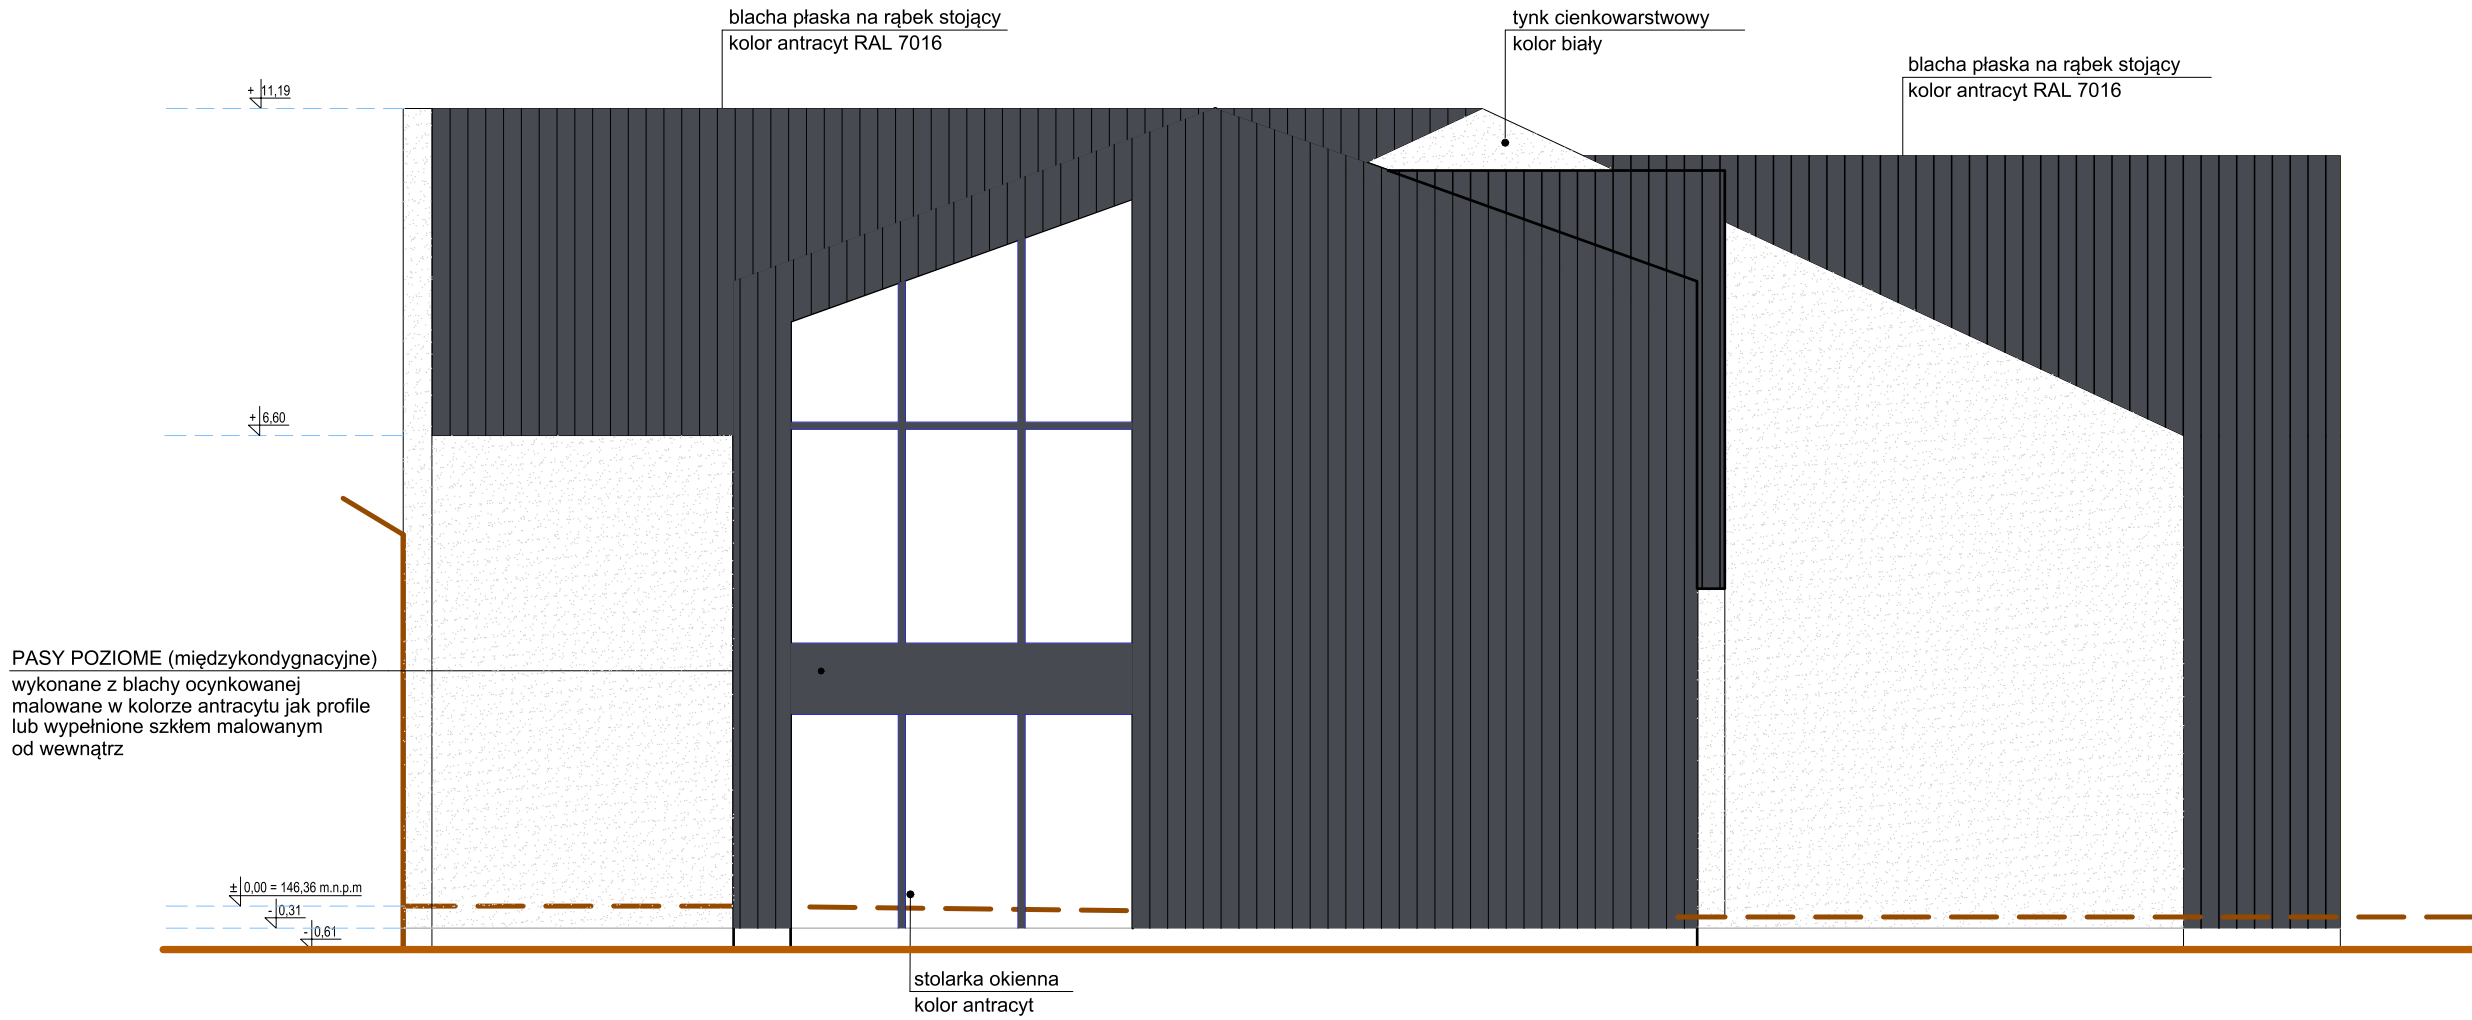 blacha płaska na rąbek stojący
kolor antracyt RAL 7016
tynk cienkowarstwowy
kolor biały
blacha płaska na rąbek stojący
kolor antracyt RAL 7016
+ 11,19
+ 6,60
PASY POZIOME (międzykondygnacyjne)
wykonane z blachy ocynkowanej
malowane w kolorze antracytu jak profile
lub wypełnione szkłem malowanym
od wewnątrz
± 0,00 = 146,36 m.n.p.m
- 0,31
- 0,61
stolarka okienna
kolor antracyt